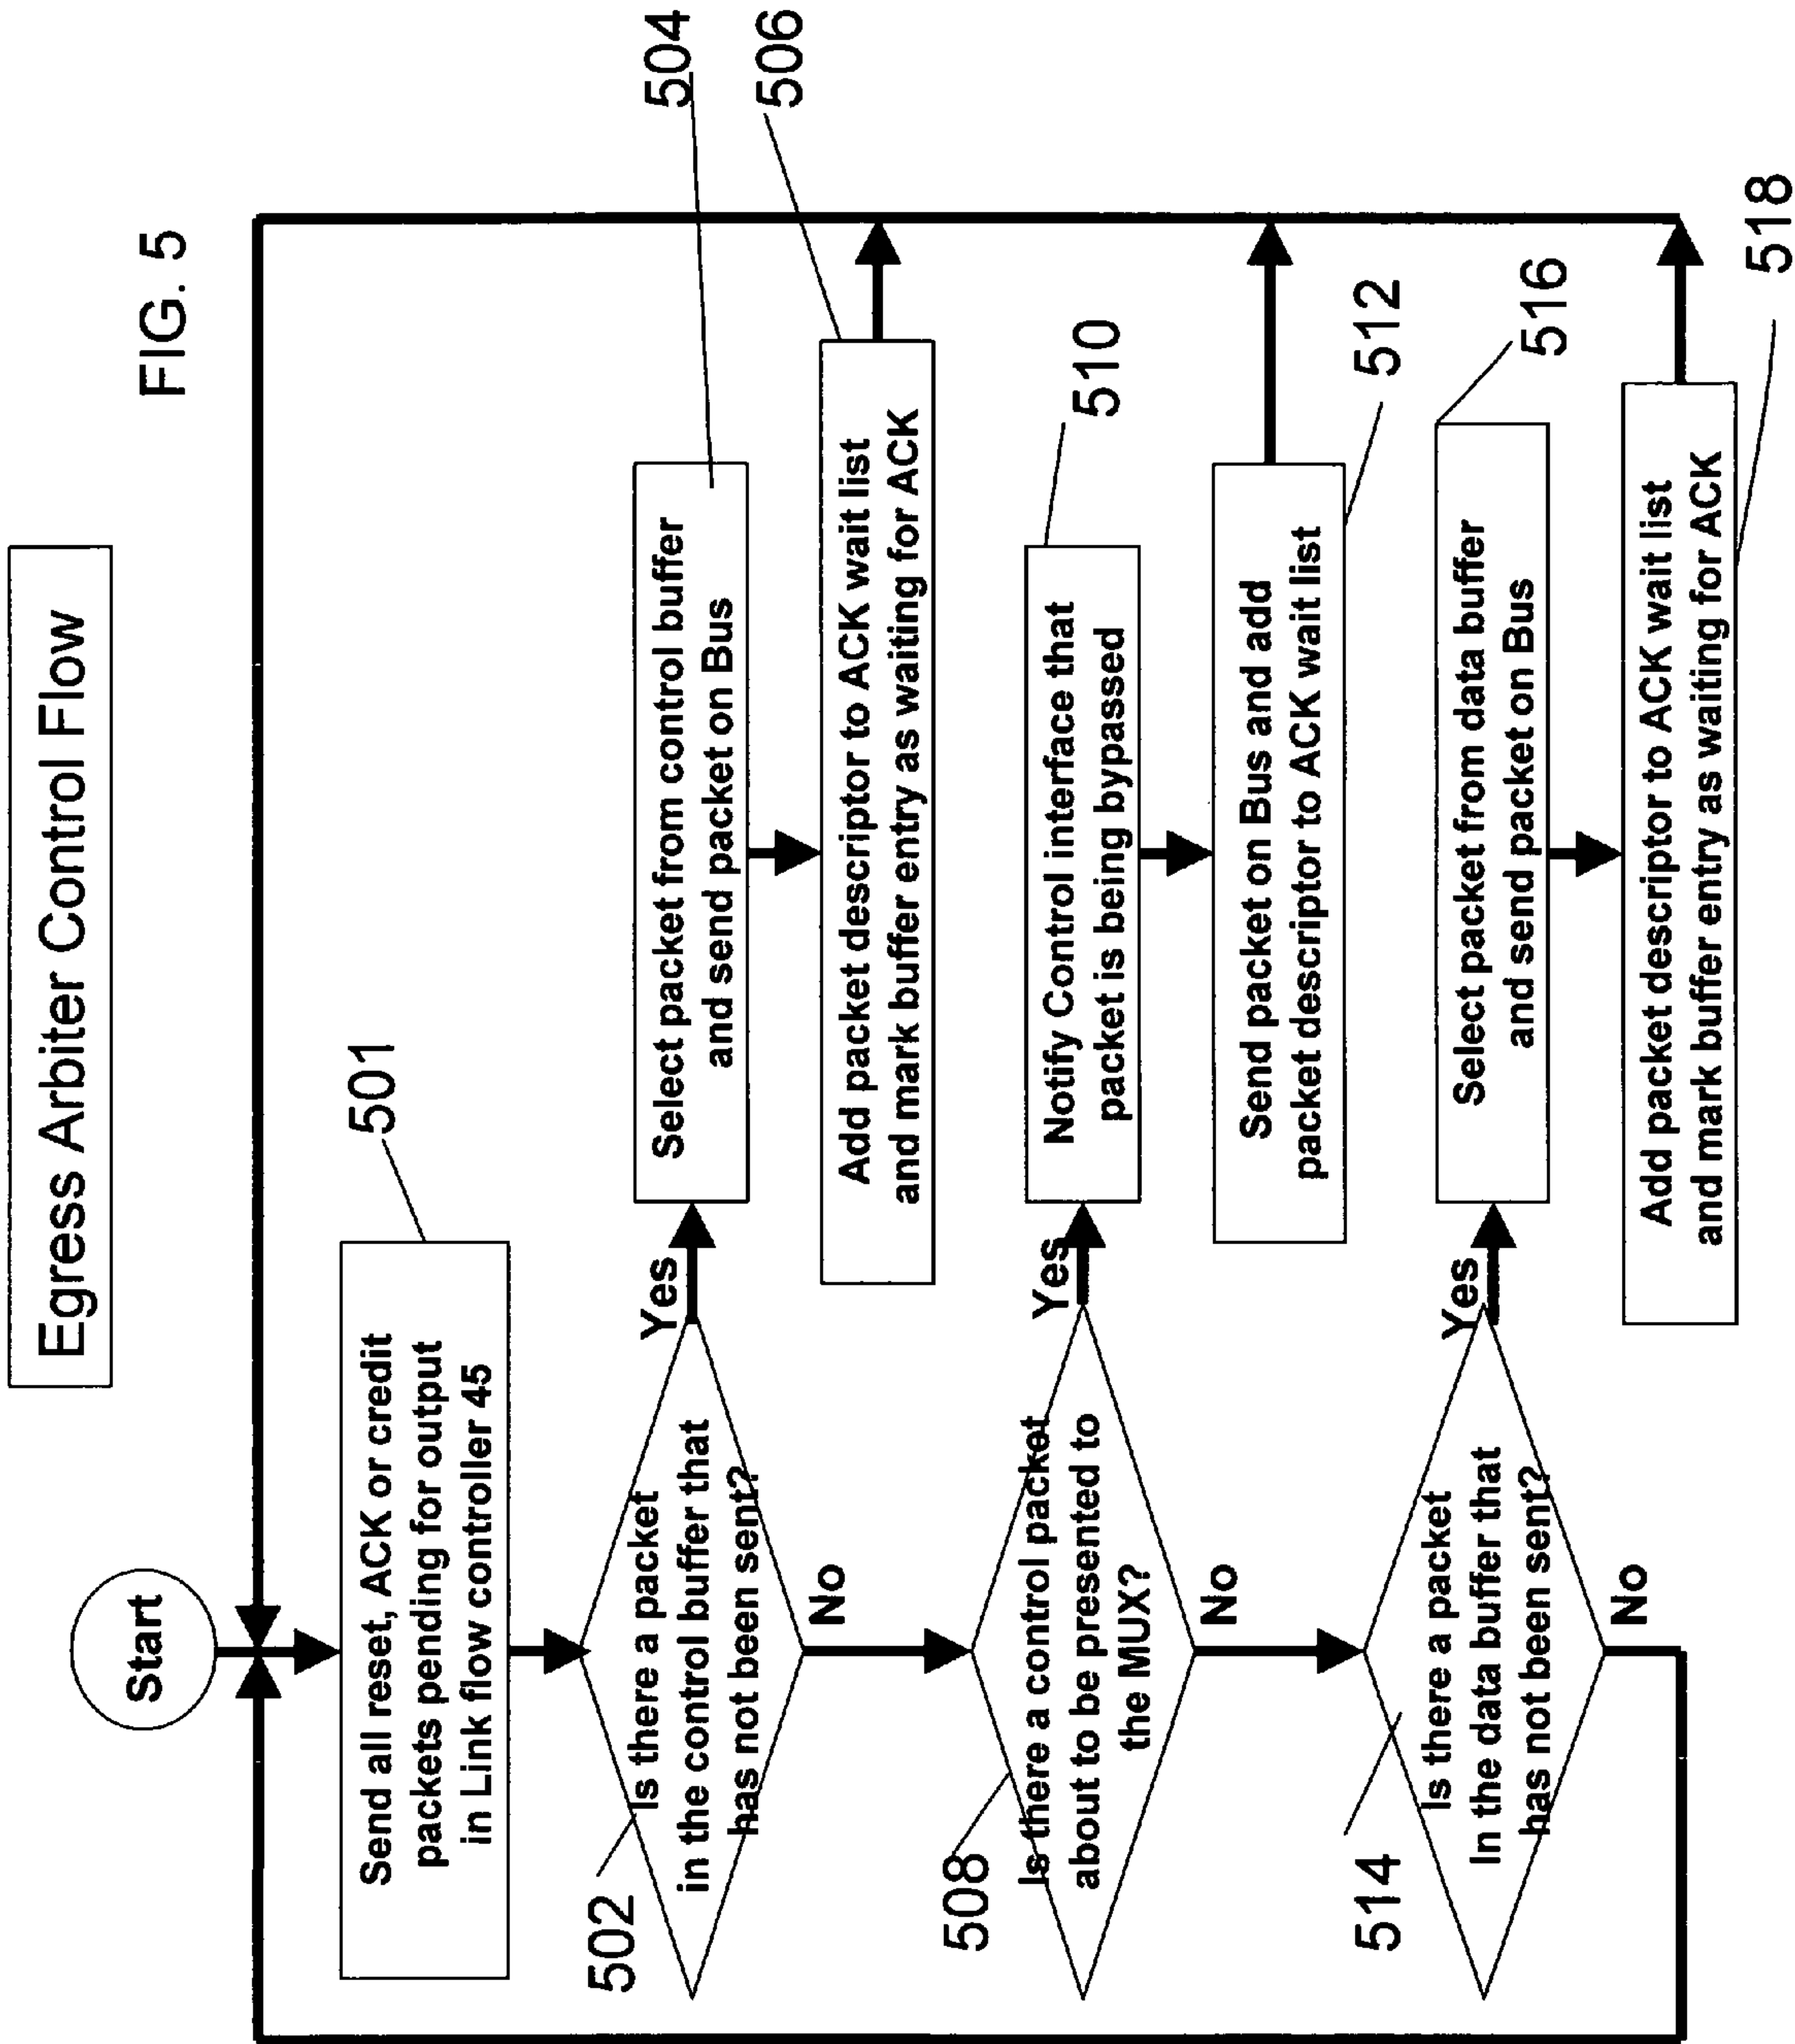 Egress Arbiter Control Flow
FIG. 5
Start
501
Send all reset, ACK or credit
packets pending for output
in Link flow controller 45
502
Is there a packet
in the control buffer that
has not been sent?
Yes
No
504
Select packet from control buffer
and send packet on Bus
506
Add packet descriptor to ACK wait list
and mark buffer entry as waiting for ACK
508
Is there a control packet
about to be presented to
the MUX?
Yes
No
510
Notify Control interface that
packet is being bypassed
512
Send packet on Bus and add
packet descriptor to ACK wait list
514
Is there a packet
In the data buffer that
has not been sent?
Yes
No
516
Select packet from data buffer
and send packet on Bus
518
Add packet descriptor to ACK wait list
and mark buffer entry as waiting for ACK